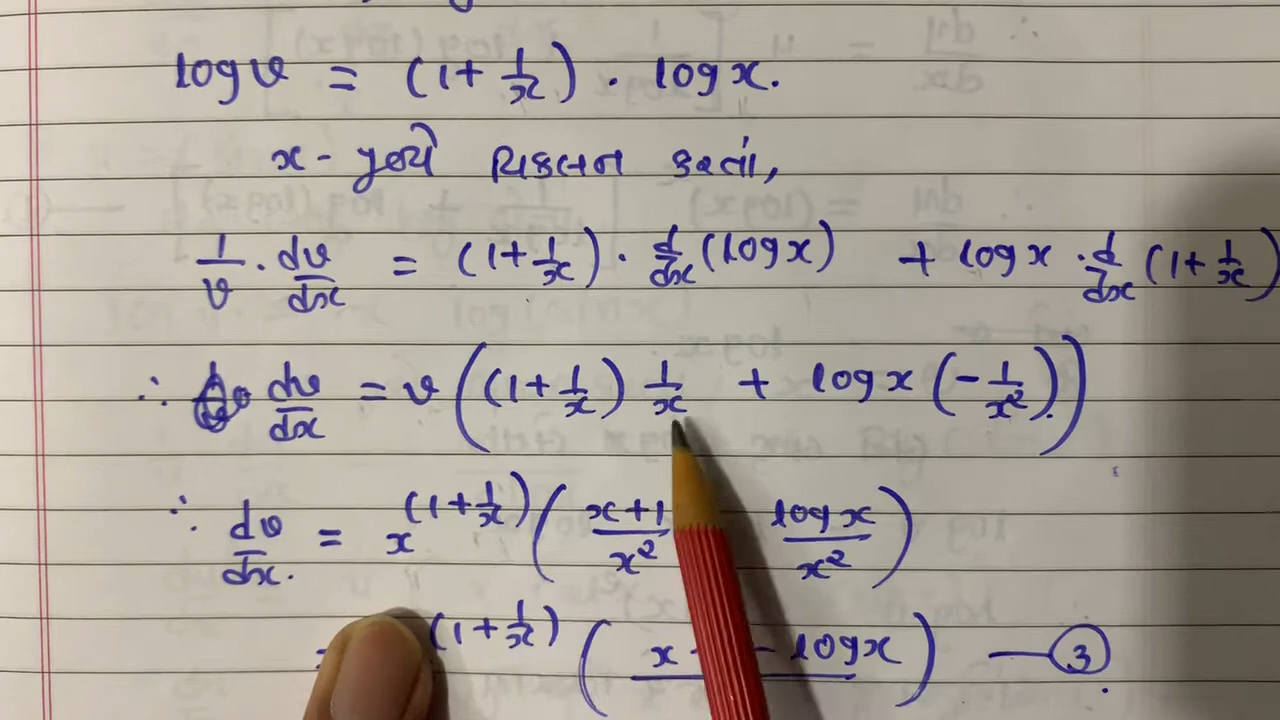 log v = (1 + 1/x) · log x.
x - પ્રત્યે વિકલન કરતાં,
1/v · dv/dx = (1 + 1/x) · d/dx (log x) + log x · d/dx (1 + 1/x)
∴ dv/dx = v ( (1 + 1/x) 1/x + log x (- 1/x²) )
∴ dv/dx = x^(1 + 1/x) ( x+1/x² log x/x² )
= (1 + 1/x) ( x - log x ) — 3